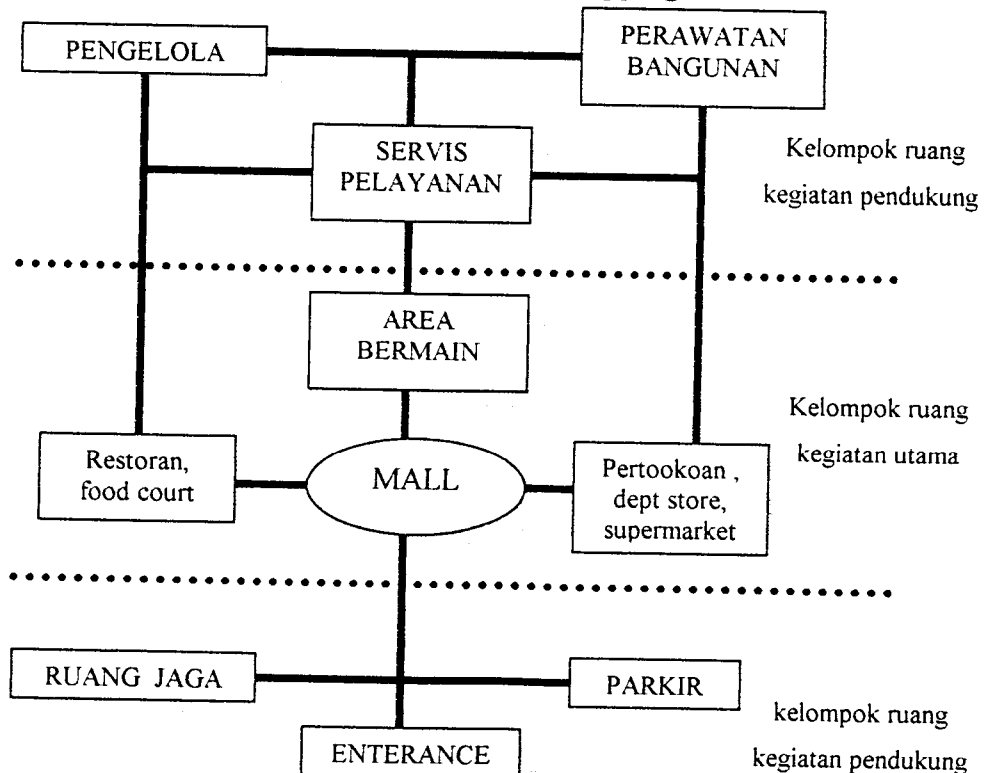 PENGELOLA
PERAWATAN
BANGUNAN
SERVIS
PELAYANAN
Kelompok ruang
kegiatan pendukung
AREA
BERMAIN
Kelompok ruang
kegiatan utama
Restoran,
food court
MALL
Pertookoan ,
dept store,
supermarket
RUANG JAGA
PARKIR
kelompok ruang
kegiatan pendukung
ENTERANCE